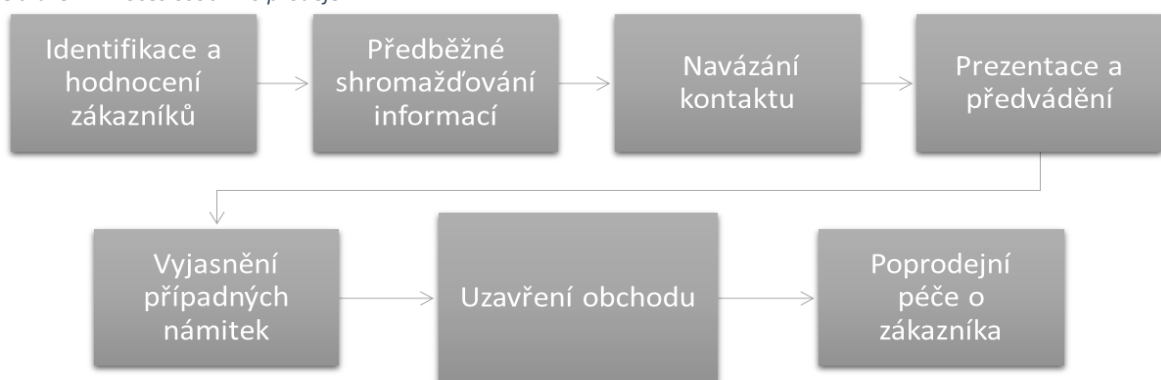 Identifikace a
hodnocení
zákazníků
Předběžné
shromažďování
informací
Navázání
kontaktu
Prezentace a
předvádění
Vyjasnění
případných
námitek
Uzavření obchodu
Poprodejní
péče o
zákazníka